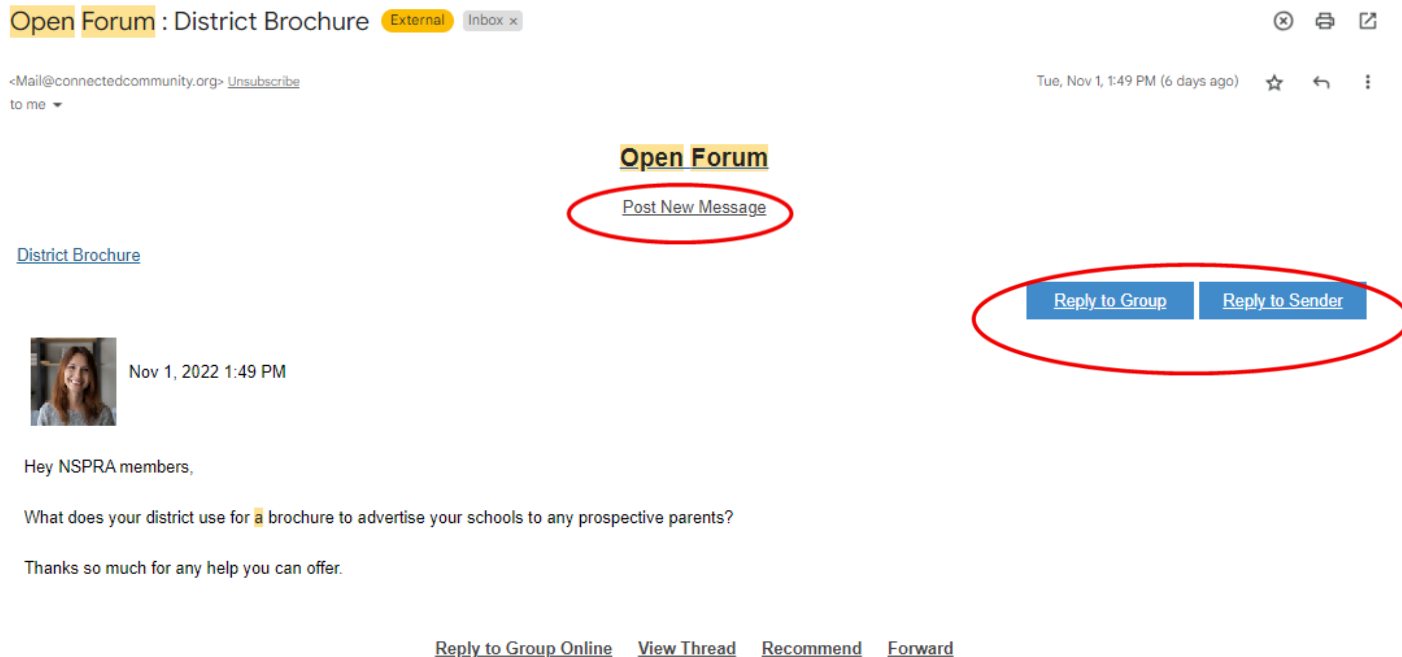 Open Forum : District Brochure External Inbox ×
<Mail@connectedcommunity.org> Unsubscribe Tue, Nov 1, 1:49 PM (6 days ago)
to me
Open Forum
Post New Message
District Brochure
Reply to Group Reply to Sender
Nov 1, 2022 1:49 PM
Hey NSPRA members,
What does your district use for a brochure to advertise your schools to any prospective parents?
Thanks so much for any help you can offer.
Reply to Group Online View Thread Recommend Forward